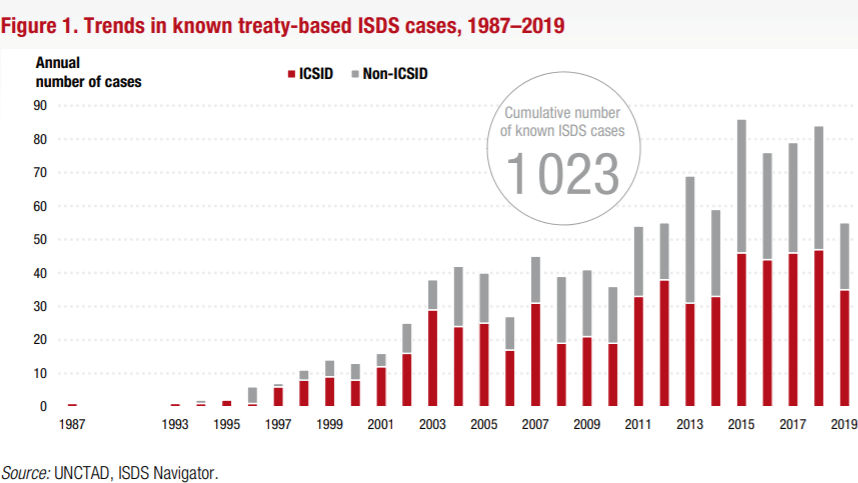 Figure 1. Trends in known treaty-based ISDS cases, 1987–2019
Annual
number of cases
ICSID
Non-ICSID
Cumulative number
of known ISDS cases
1 023
90
80
70
60
50
40
30
20
10
0
1987 1993 1995 1997 1999 2001 2003 2005 2007 2009 2011 2013 2015 2017 2019
Source: UNCTAD, ISDS Navigator.